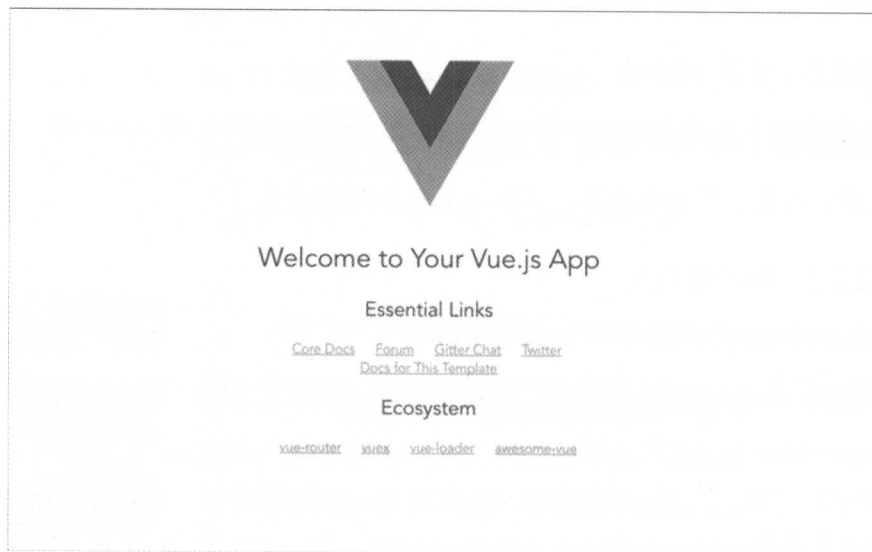 Welcome to Your Vue.js App
Essential Links
Core Docs Forum Gitter Chat Twitter
Docs for This Template
Ecosystem
vue-router vuex vue-loader awesome-vue